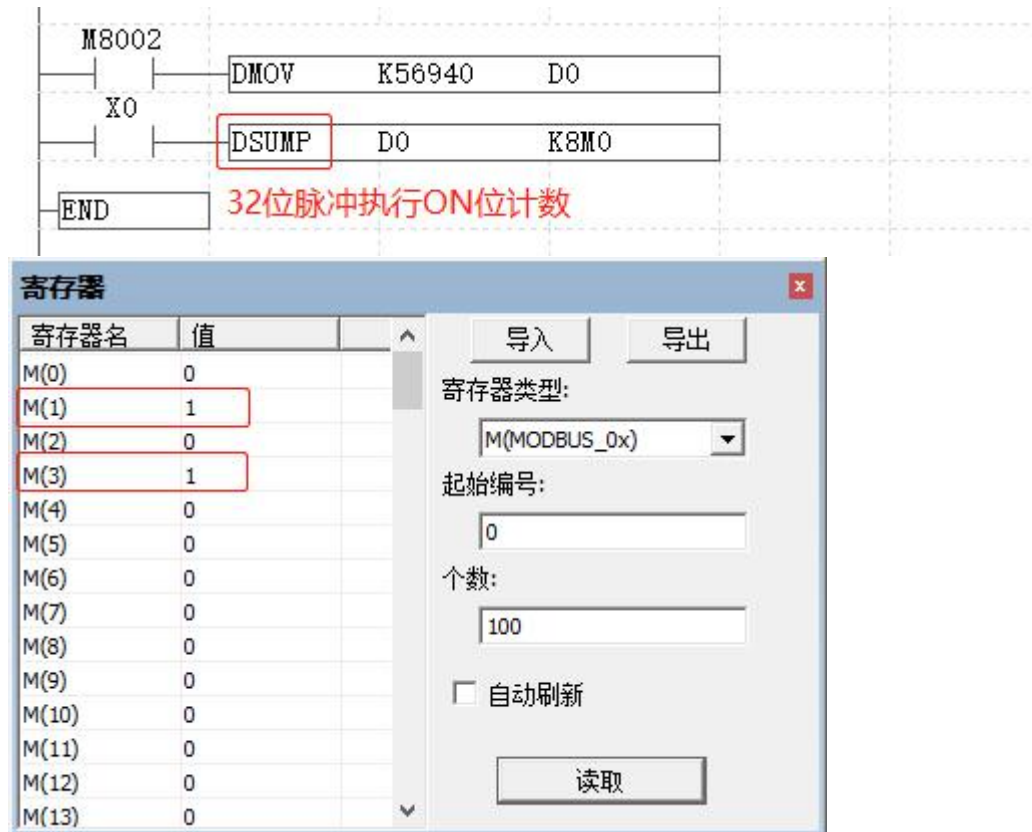 M8002
DMOV K56940 D0
X0
DSUMP D0 K8M0
END
32位脉冲执行ON位计数
寄存器
x
寄存器名 值
M(0) 0
M(1) 1
M(2) 0
M(3) 1
M(4) 0
M(5) 0
M(6) 0
M(7) 0
M(8) 0
M(9) 0
M(10) 0
M(11) 0
M(12) 0
M(13) 0
导入 导出
寄存器类型:
M(MODBUS_0x)
起始编号:
0
个数:
100
自动刷新
读取